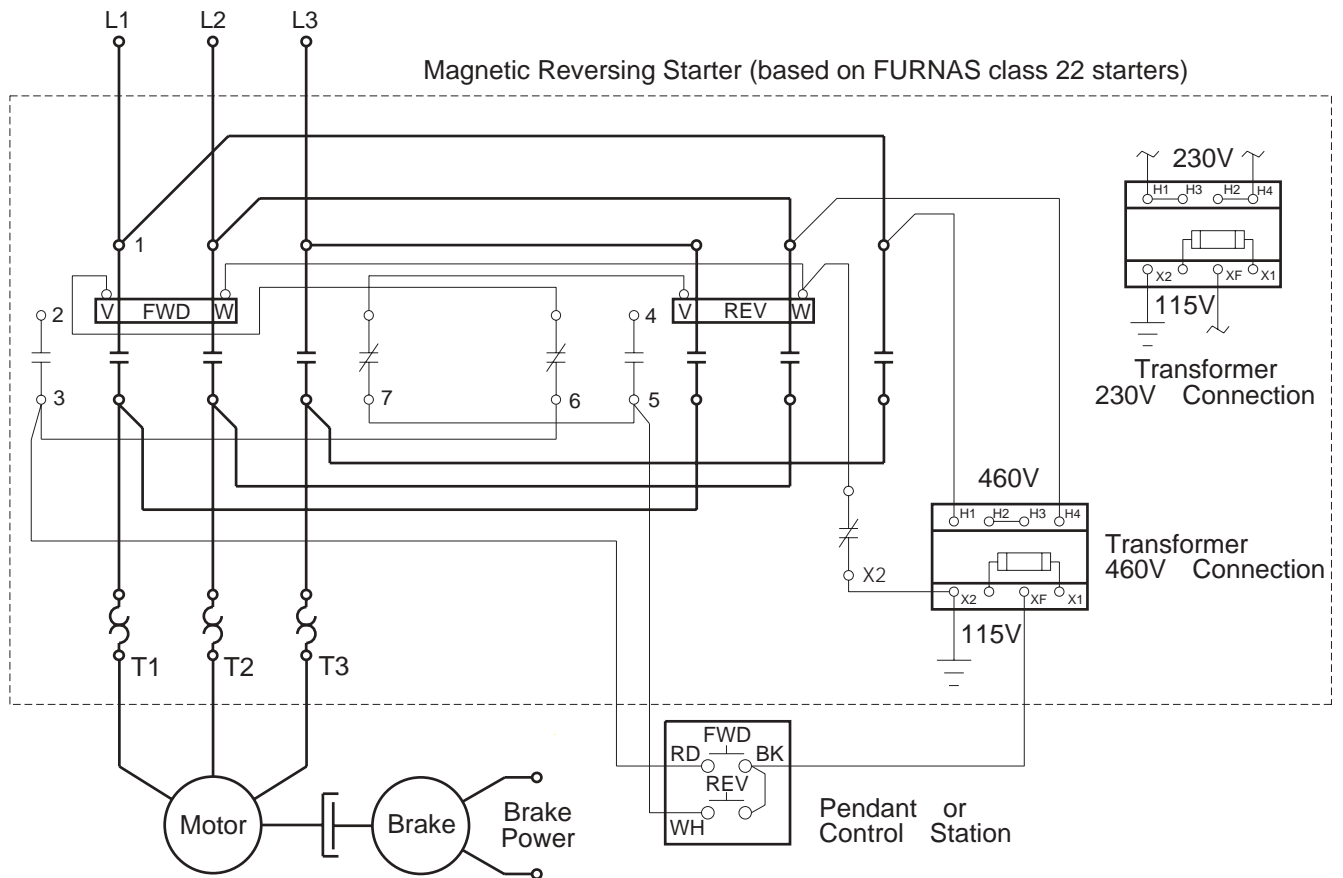 L1 L2 L3
Magnetic Reversing Starter (based on FURNAS class 22 starters)
230V
H1 H3 H2 H4
1
X2 XF X1
115V
2 V FWD W 4 V REV W
Transformer
230V Connection
3 7 6 5
460V
H1 H2 H3 H4
Transformer
460V Connection
X2
X2 XF X1
115V
T1 T2 T3
FWD
RD BK
REV
WH
Pendant or
Control Station
Motor
Brake
Brake
Power